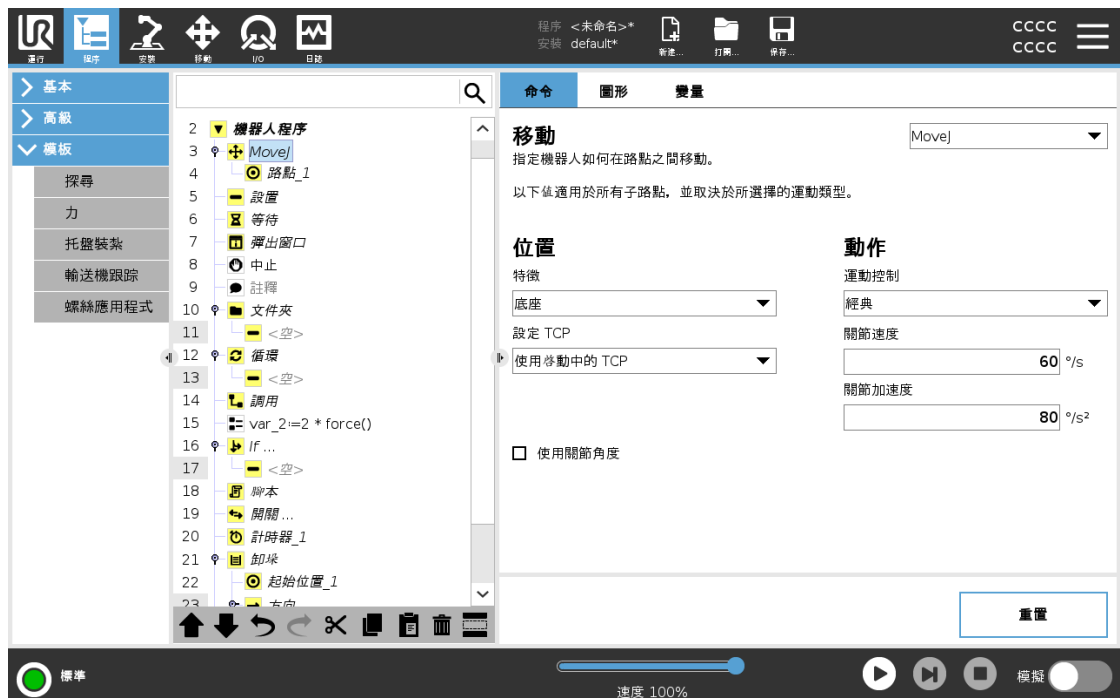 UR
運行
程序
安裝
移動
I/O
日誌
程序 <未命名>*
安裝 default*
新建...
打開...
保存...
CCCC
CCCC
基本
高級
模板
探尋
力
托盤裝紮
輸送機跟踪
螺絲應用程式
2 機器人程序
3 MoveJ
4 路點_1
5 設置
6 等待
7 彈出窗口
8 中止
9 註釋
10 文件夾
11 <空>
12 循環
13 <空>
14 調用
15 var_2:=2 * force()
16 If ...
17 <空>
18 腳本
19 開關 ...
20 計時器_1
21 卸垛
22 起始位置_1
23 方向
命令
圖形
變量
移動
MoveJ
指定機器人如何在路點之間移動。
以下值適用於所有子路點，並取決於所選擇的運動類型。
位置
動作
特徵
運動控制
底座
經典
設定 TCP
關節速度
使用移動中的 TCP
60 °/s
關節加速度
80 °/s²
使用關節角度
重置
標準
速度 100%
模擬